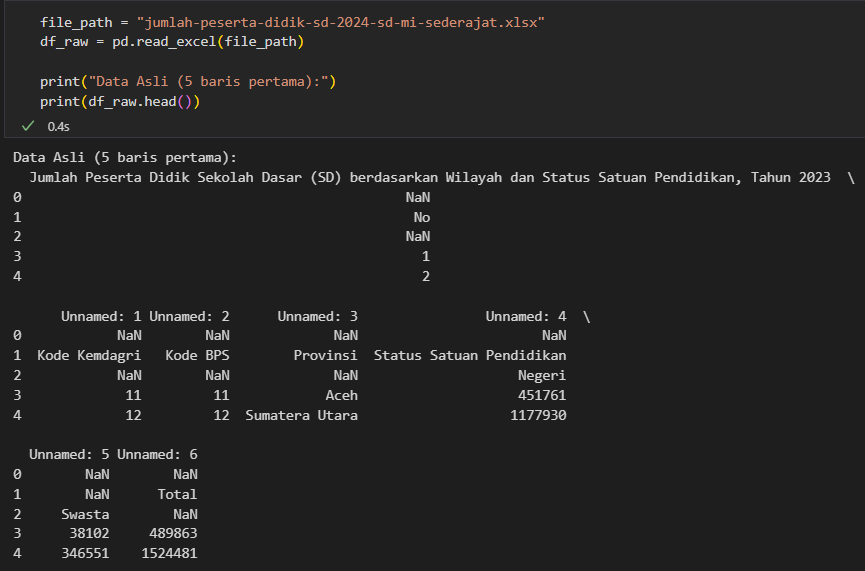 file_path = "jumlah-peserta-didik-sd-2024-sd-mi-sederajat.xlsx"
df_raw = pd.read_excel(file_path)
print("Data Asli (5 baris pertama):")
print(df_raw.head())
0.4s
Data Asli (5 baris pertama):
Jumlah Peserta Didik Sekolah Dasar (SD) berdasarkan Wilayah dan Status Satuan Pendidikan, Tahun 2023 \
0 NaN
1 No
2 NaN
3 1
4 2
Unnamed: 1 Unnamed: 2 Unnamed: 3 Unnamed: 4 \
0 NaN NaN NaN NaN
1 Kode Kemdagri Kode BPS Provinsi Status Satuan Pendidikan
2 NaN NaN NaN Negeri
3 11 11 Aceh 451761
4 12 12 Sumatera Utara 1177930
Unnamed: 5 Unnamed: 6
0 NaN NaN
1 NaN Total
2 Swasta NaN
3 38102 489863
4 346551 1524481